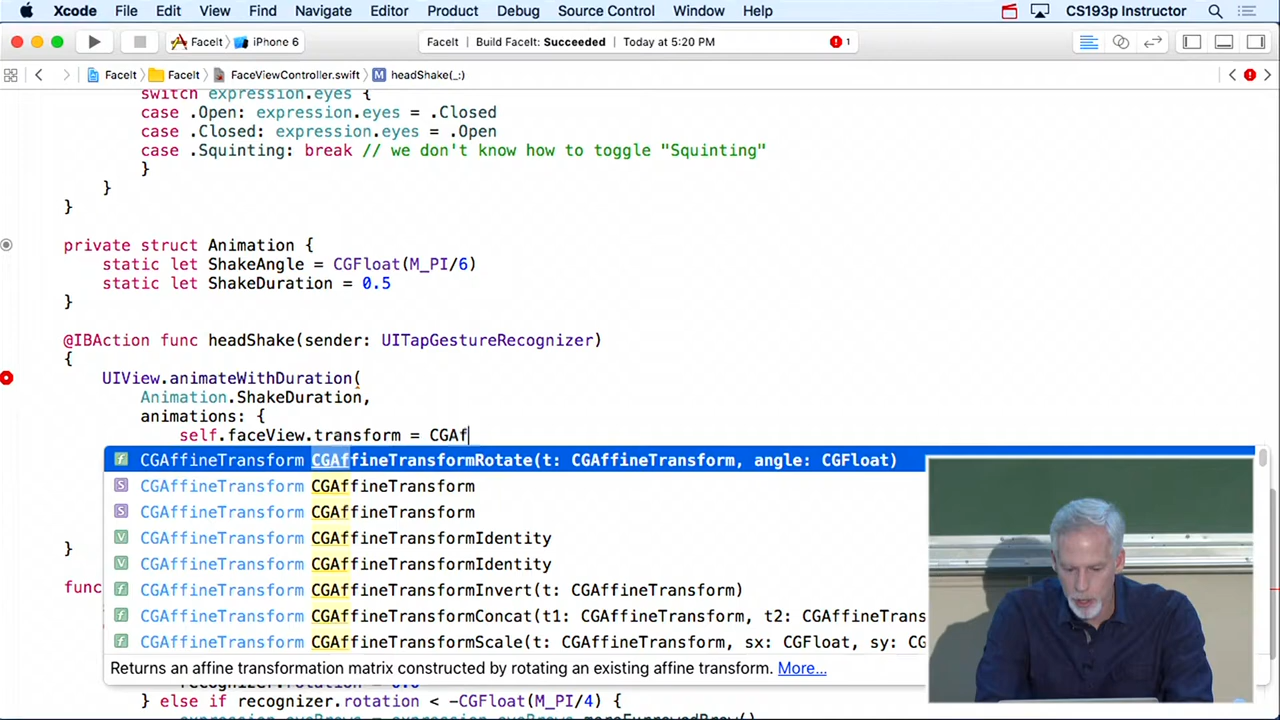 Xcode File Edit View Find Navigate Editor Product Debug Source Control Window Help CS193p Instructor
FaceIt iPhone 6 FaceIt Build FaceIt: Succeeded Today at 5:20 PM 1
FaceIt FaceIt FaceViewController.swift M headShake(_:)
switch expression.eyes {
case .Open: expression.eyes = .Closed
case .Closed: expression.eyes = .Open
case .Squinting: break // we don't know how to toggle "Squinting"
}
}
}
private struct Animation {
static let ShakeAngle = CGFloat(M_PI/6)
static let ShakeDuration = 0.5
}
@IBAction func headShake(sender: UITapGestureRecognizer)
{
UIView.animateWithDuration(
Animation.ShakeDuration,
animations: {
self.faceView.transform = CGAf
f CGAffineTransform CGAffineTransformRotate(t: CGAffineTransform, angle: CGFloat)
S CGAffineTransform CGAffineTransform
S CGAffineTransform CGAffineTransform
V CGAffineTransform CGAffineTransformIdentity
V CGAffineTransform CGAffineTransformIdentity
f CGAffineTransform CGAffineTransformInvert(t: CGAffineTransform)
f CGAffineTransform CGAffineTransformConcat(t1: CGAffineTransform, t2: CGAffineTrans
f CGAffineTransform CGAffineTransformScale(t: CGAffineTransform, sx: CGFloat, sy: CG
Returns an affine transformation matrix constructed by rotating an existing affine transform. More...
}
func
} else if recognizer.rotation < -CGFloat(M_PI/4) {